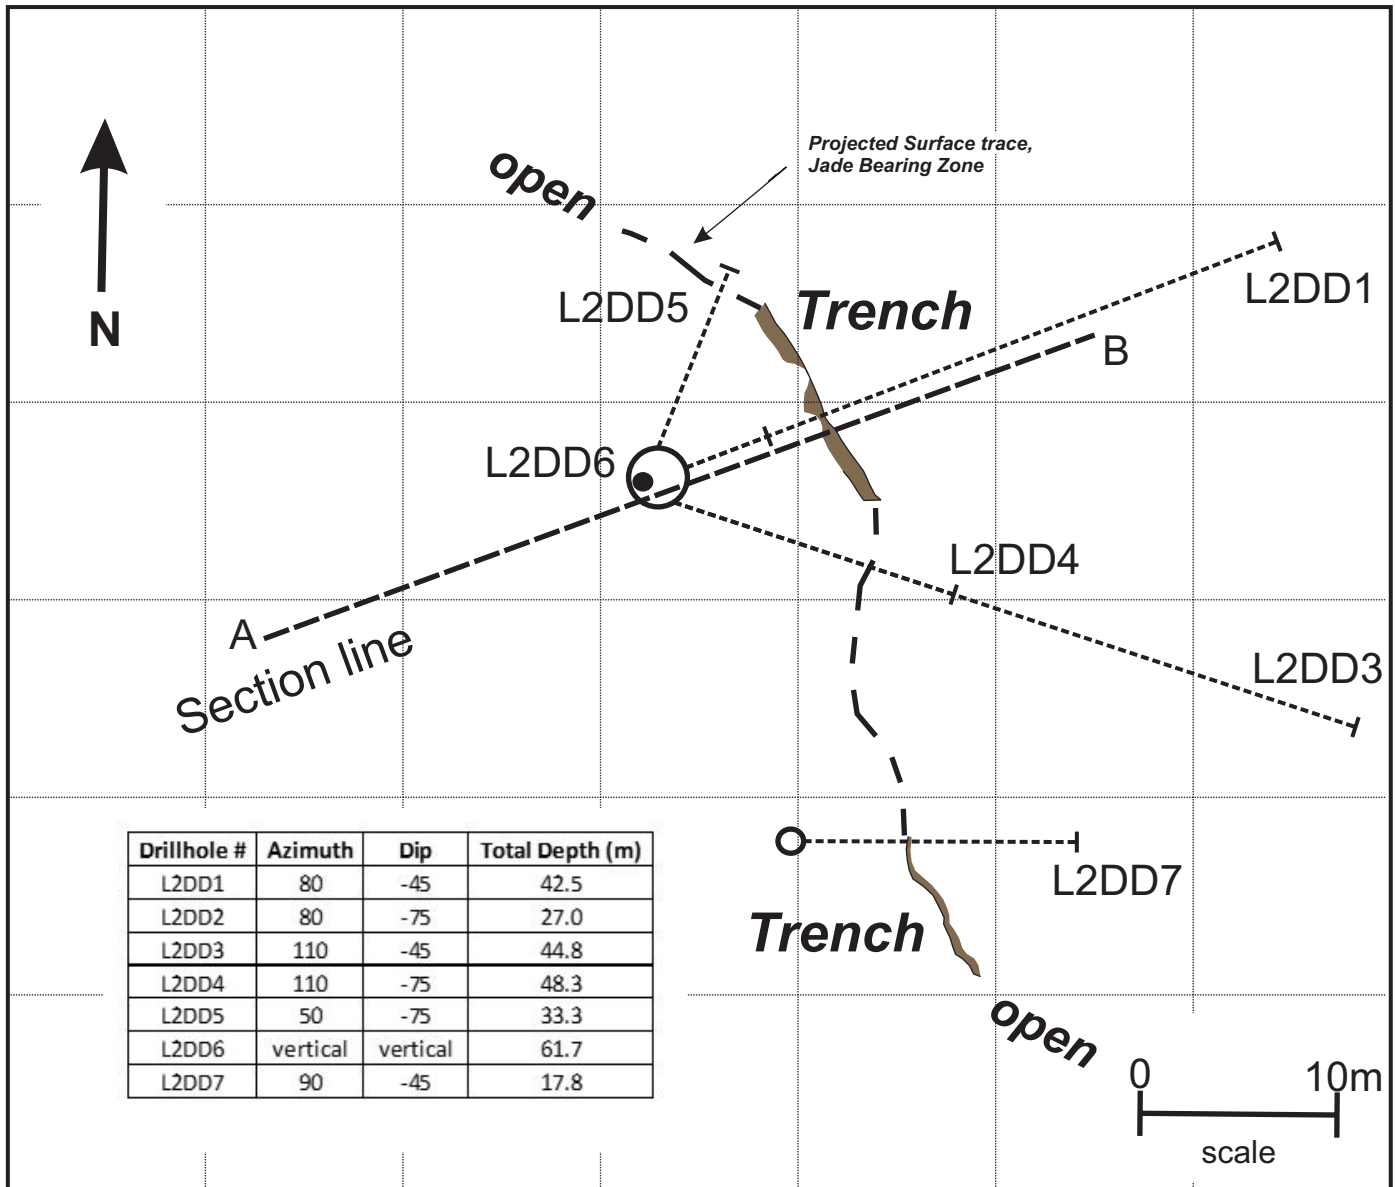 Projected Surface trace,
Jade Bearing Zone
open
N
L2DD5
Trench
L2DD1
B
L2DD6
L2DD4
A
Section line
L2DD3
L2DD7
Trench
open
Drillhole # Azimuth Dip Total Depth (m)
L2DD1 80 -45 42.5
L2DD2 80 -75 27.0
L2DD3 110 -45 44.8
L2DD4 110 -75 48.3
L2DD5 50 -75 33.3
L2DD6 vertical vertical 61.7
L2DD7 90 -45 17.8
0 10m
scale